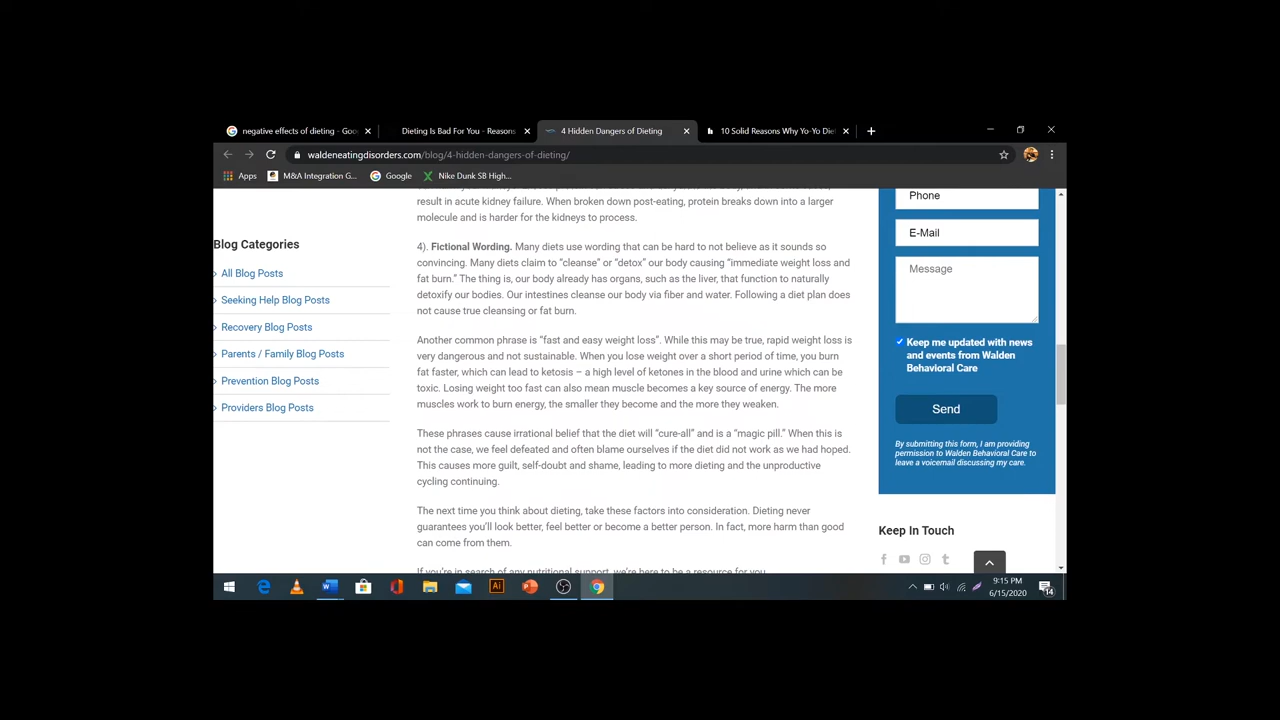 negative effects of dieting - Goo
Dieting Is Bad For You - Reasons
4 Hidden Dangers of Dieting
10 Solid Reasons Why Yo-Yo Die
waldeneatingdisorders.com/blog/4-hidden-dangers-of-dieting/
Apps
M&A Integration G...
Google
Nike Dunk SB High...
Blog Categories
All Blog Posts
Seeking Help Blog Posts
Recovery Blog Posts
Parents / Family Blog Posts
Prevention Blog Posts
Providers Blog Posts
result in acute kidney failure. When broken down post-eating, protein breaks down into a larger
molecule and is harder for the kidneys to process.
4). Fictional Wording. Many diets use wording that can be hard to not believe as it sounds so
convincing. Many diets claim to “cleanse” or “detox” our body causing “immediate weight loss and
fat burn.” The thing is, our body already has organs, such as the liver, that function to naturally
detoxify our bodies. Our intestines cleanse our body via fiber and water. Following a diet plan does
not cause true cleansing or fat burn.
Another common phrase is “fast and easy weight loss”. While this may be true, rapid weight loss is
very dangerous and not sustainable. When you lose weight over a short period of time, you burn
fat faster, which can lead to ketosis – a high level of ketones in the blood and urine which can be
toxic. Losing weight too fast can also mean muscle becomes a key source of energy. The more
muscles work to burn energy, the smaller they become and the more they weaken.
These phrases cause irrational belief that the diet will “cure-all” and is a “magic pill.” When this is
not the case, we feel defeated and often blame ourselves if the diet did not work as we had hoped.
This causes more guilt, self-doubt and shame, leading to more dieting and the unproductive
cycling continuing.
The next time you think about dieting, take these factors into consideration. Dieting never
guarantees you'll look better, feel better or become a better person. In fact, more harm than good
can come from them.
If you're in search of any nutritional support, we're here to be a resource for you.
Phone
E-Mail
Message
Keep me updated with news
and events from Walden
Behavioral Care
Send
By submitting this form, I am providing
permission to Walden Behavioral Care to
leave a voicemail discussing my care.
Keep In Touch
Ai
9:15 PM
6/15/2020
14